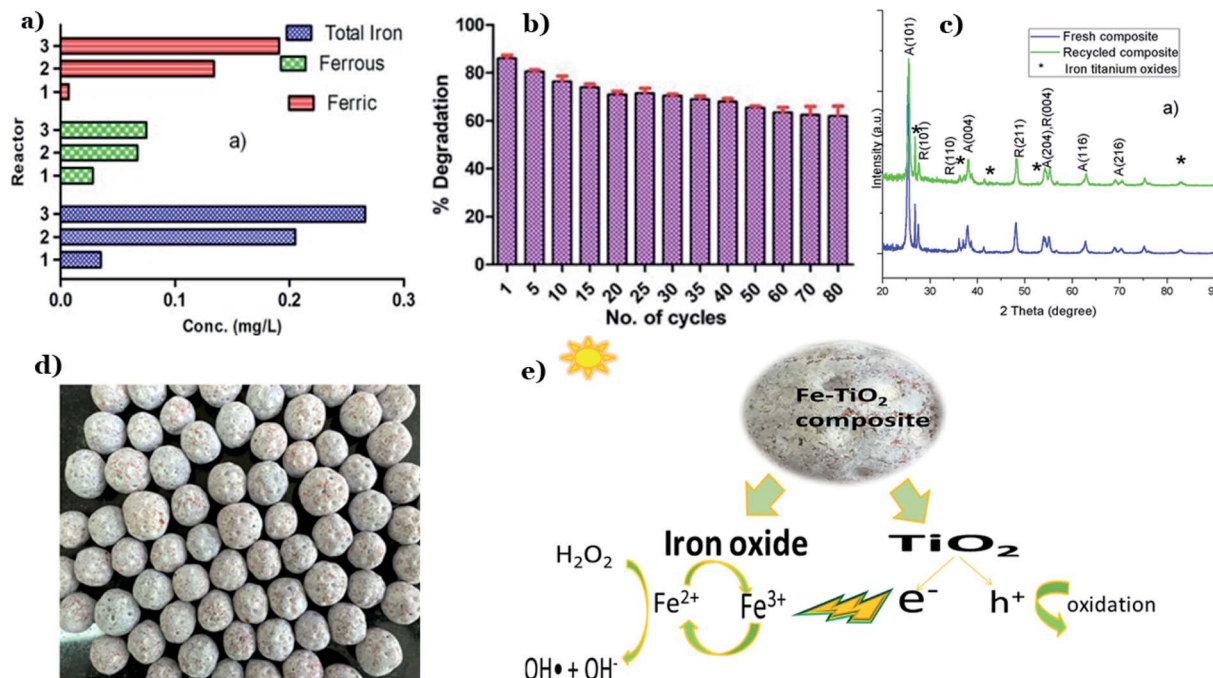 a)
3
2
1
3
2
1
3
2
1
Reactor
0.0
0.1
0.2
0.3
Conc. (mg/L)
Total Iron
Ferrous
Ferric
a)
b)
100
80
60
40
20
0
% Degradation
1
5
10
15
20
25
30
35
40
50
60
70
80
No. of cycles
c)
Fresh composite
Recycled composite
* Iron titanium oxides
a)
Intensity (a.u.)
A(101)
*
R(101)
R(110)
*
A(004)
*
R(211)
*
A(204),R(004)
A(116)
A(216)
*
20
30
40
50
60
70
80
2 Theta (degree)
d)
e)
Fe-TiO₂
composite
Iron oxide
TiO₂
H₂O₂
Fe²⁺
Fe³⁺
e⁻
h⁺
oxidation
OH• + OH⁻